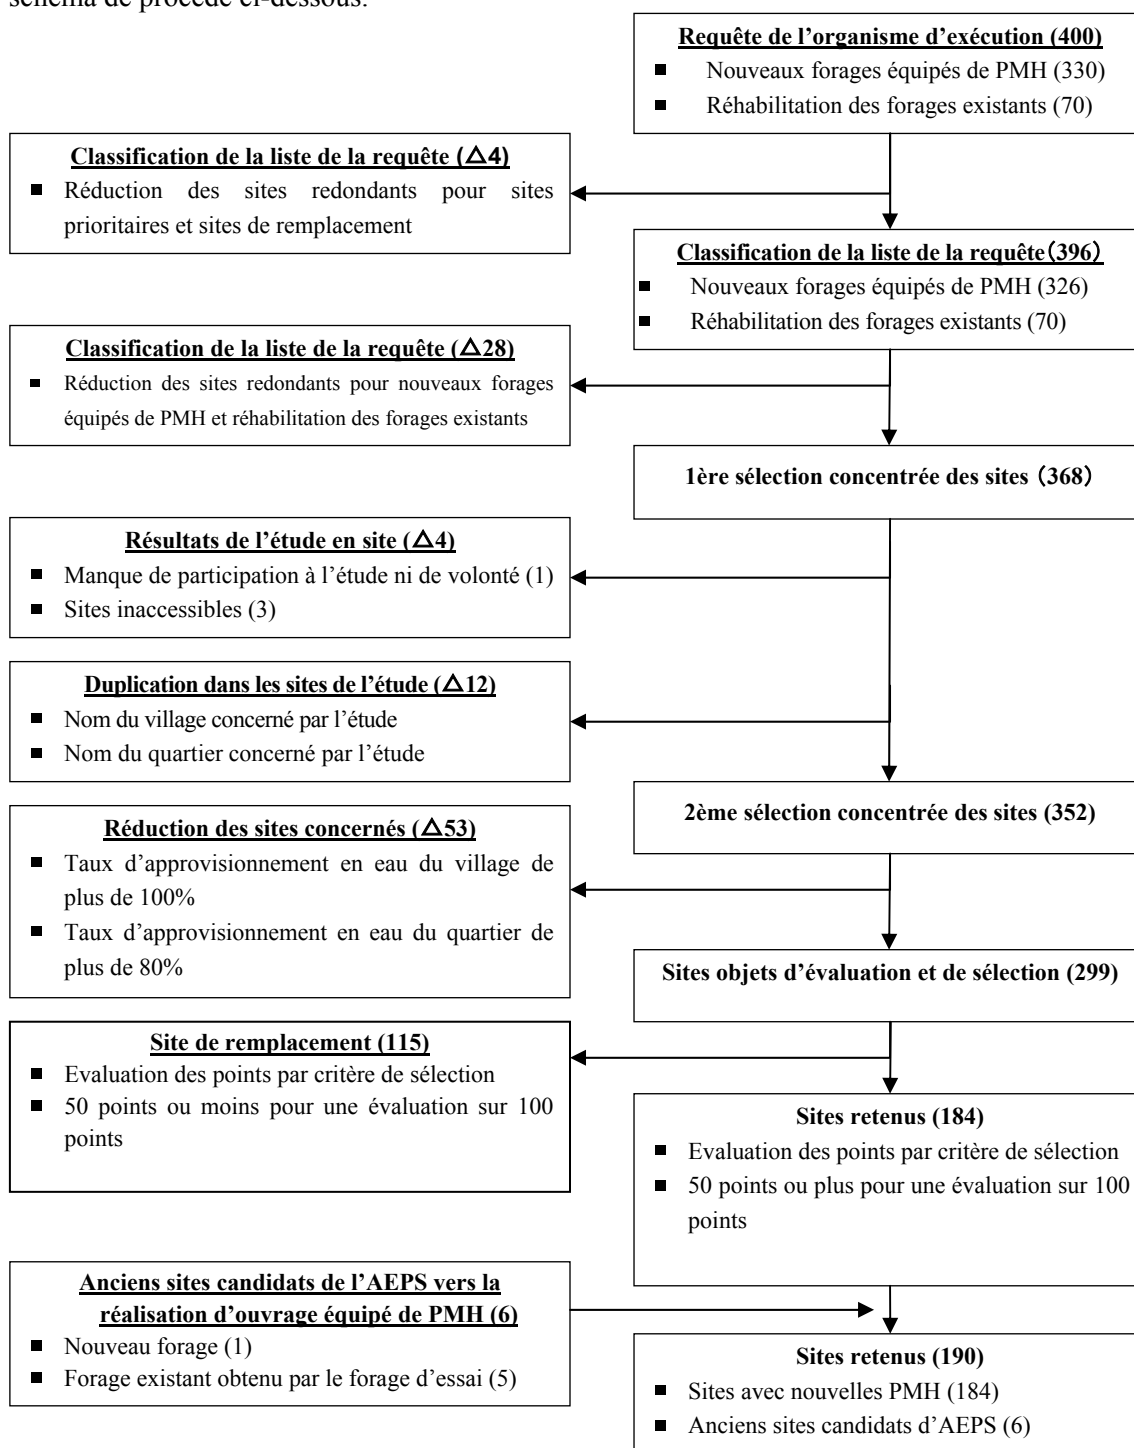 schéma de procédé ci-dessous.
Requête de l’organisme d’exécution (400)
■ Nouveaux forages équipés de PMH (330)
■ Réhabilitation des forages existants (70)
Classification de la liste de la requête (△4)
■ Réduction des sites redondants pour sites
prioritaires et sites de remplacement
Classification de la liste de la requête（396）
■ Nouveaux forages équipés de PMH (326)
■ Réhabilitation des forages existants (70)
Classification de la liste de la requête (△28)
■ Réduction des sites redondants pour nouveaux forages
équipés de PMH et réhabilitation des forages existants
1ère sélection concentrée des sites（368）
Résultats de l’étude en site (△4)
■ Manque de participation à l’étude ni de volonté (1)
■ Sites inaccessibles (3)
Duplication dans les sites de l’étude (△12)
■ Nom du village concerné par l’étude
■ Nom du quartier concerné par l’étude
2ème sélection concentrée des sites (352)
Réduction des sites concernés (△53)
■ Taux d’approvisionnement en eau du village de
plus de 100%
■ Taux d’approvisionnement en eau du quartier de
plus de 80%
Sites objets d’évaluation et de sélection (299)
Site de remplacement (115)
■ Evaluation des points par critère de sélection
■ 50 points ou moins pour une évaluation sur 100
points
Sites retenus (184)
■ Evaluation des points par critère de sélection
■ 50 points ou plus pour une évaluation sur 100
points
Anciens sites candidats de l’AEPS vers la
réalisation d’ouvrage équipé de PMH (6)
■ Nouveau forage (1)
■ Forage existant obtenu par le forage d’essai (5)
Sites retenus (190)
■ Sites avec nouvelles PMH (184)
■ Anciens sites candidats d’AEPS (6)